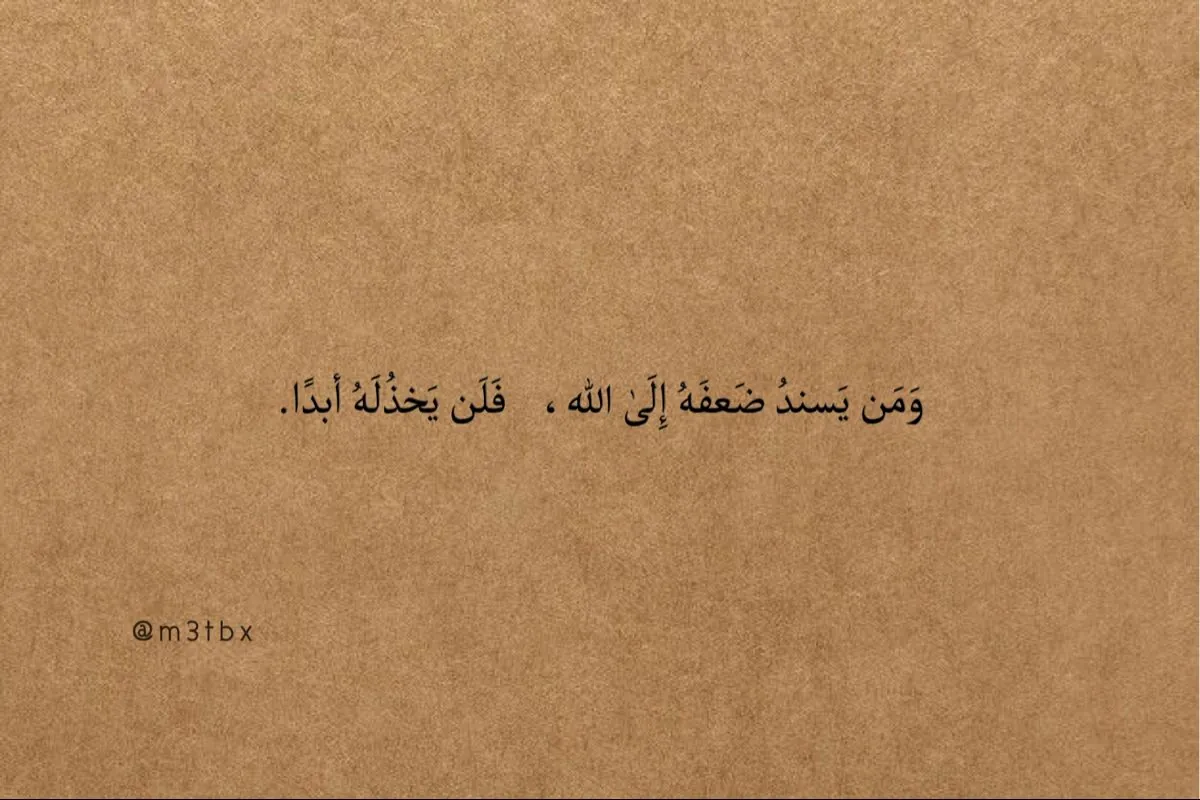 وَمَن يَسندُ ضَعفَهُ إِلَىٰ الله ، فَلَن يَخذُلَهُ أبدًا.
@m3tbx